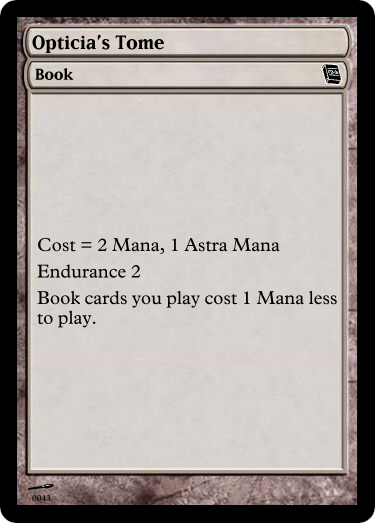 Opticia's Tome
Book
Cost = 2 Mana, 1 Astra Mana
Endurance 2
Book cards you play cost 1 Mana less
to play.
0043